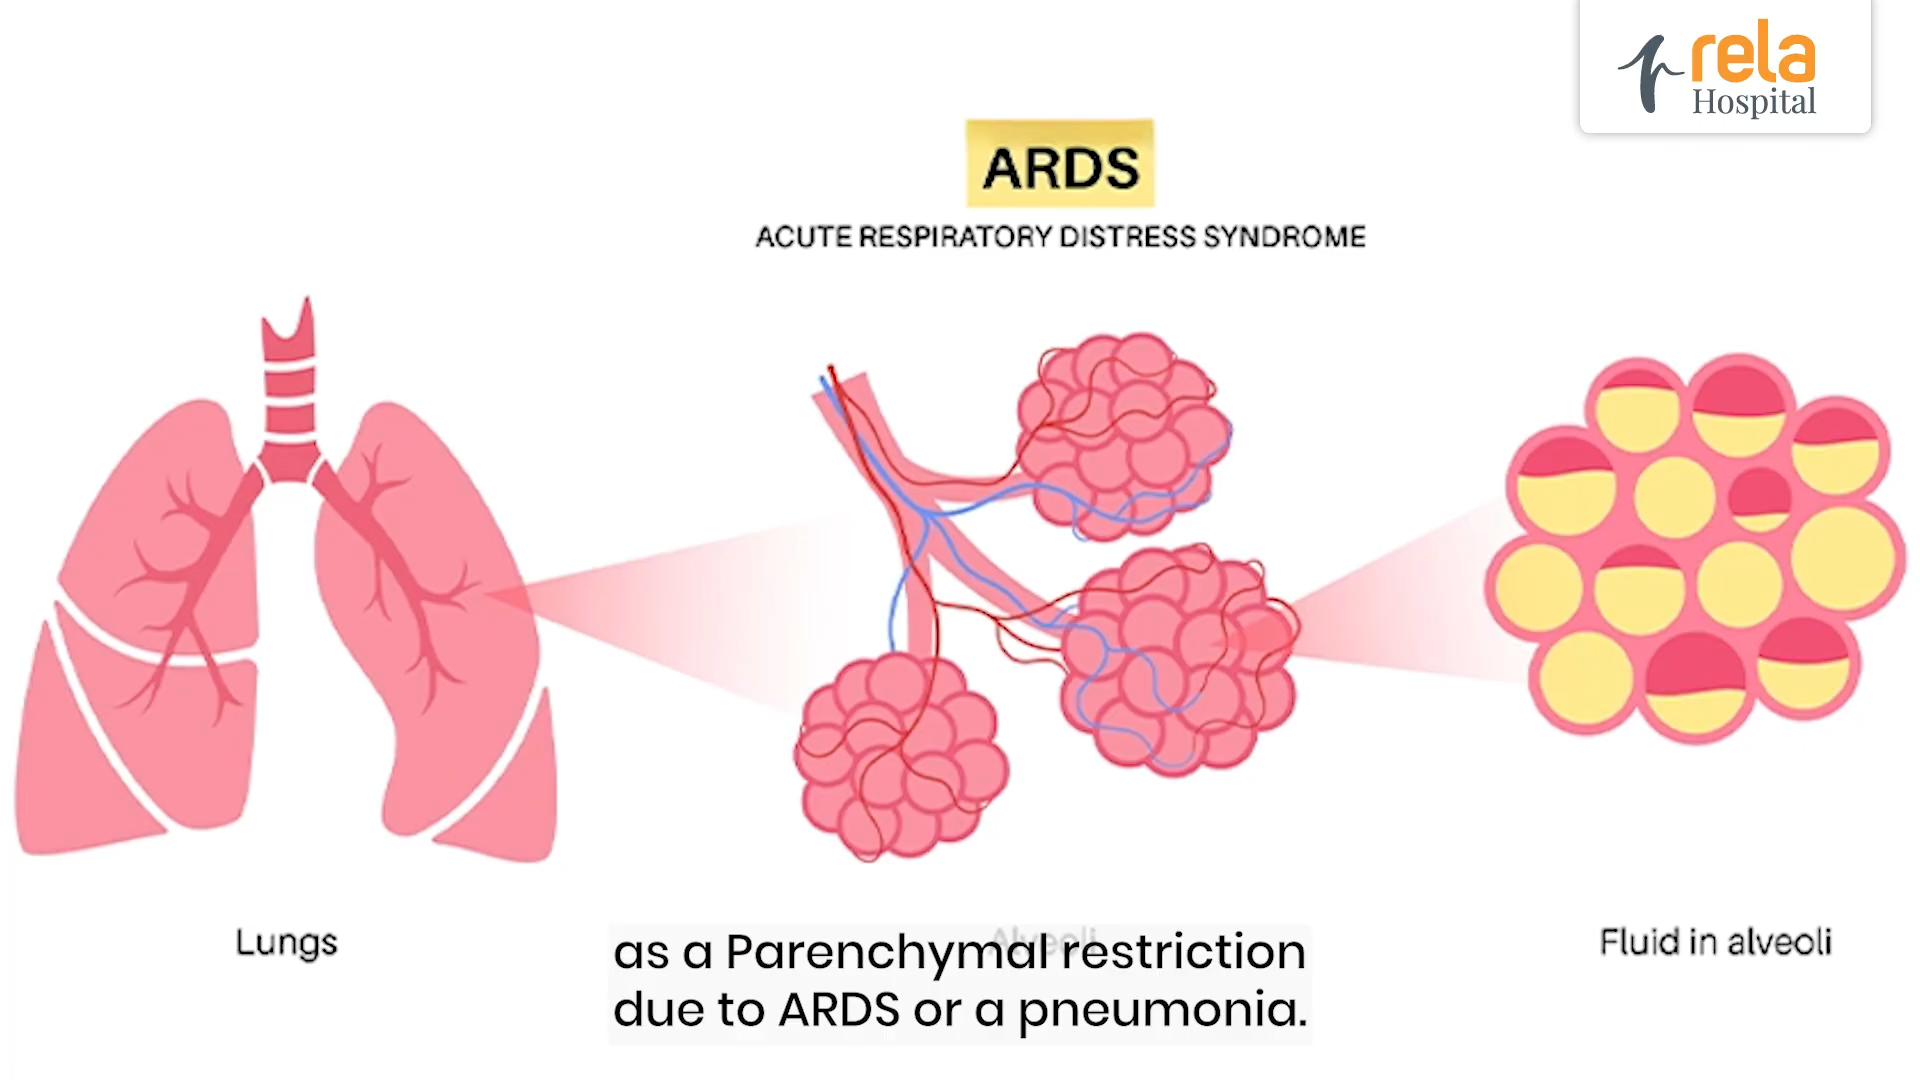 rela
Hospital
ARDS
ACUTE RESPIRATORY DISTRESS SYNDROME
Lungs
Alveoli
Fluid in alveoli
as a Parenchymal restriction
due to ARDS or a pneumonia.